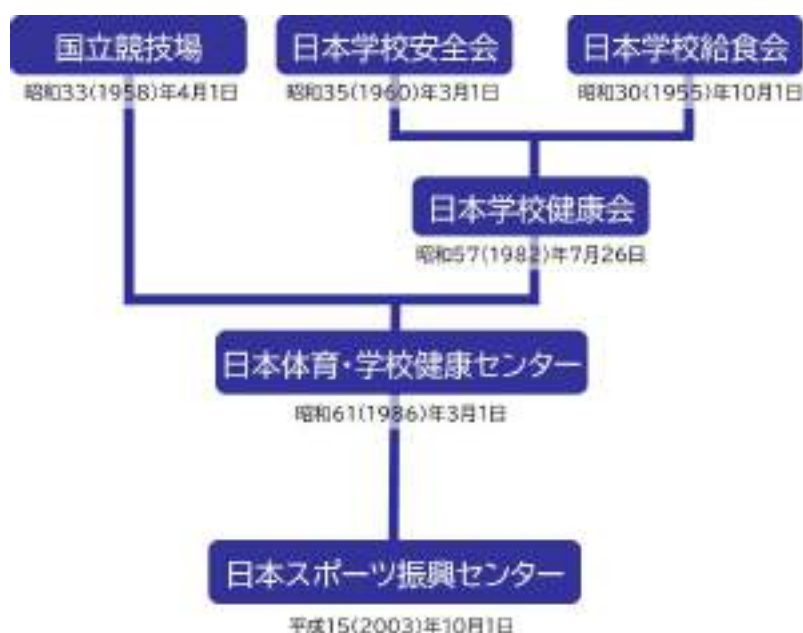 国立競技場
日本学校安全会
日本学校給食会
昭和33(1958)年4月1日
昭和35(1960)年3月1日
昭和30(1955)年10月1日
日本学校健康会
昭和57(1982)年7月26日
日本体育・学校健康センター
昭和61(1986)年3月1日
日本スポーツ振興センター
平成15(2003)年10月1日